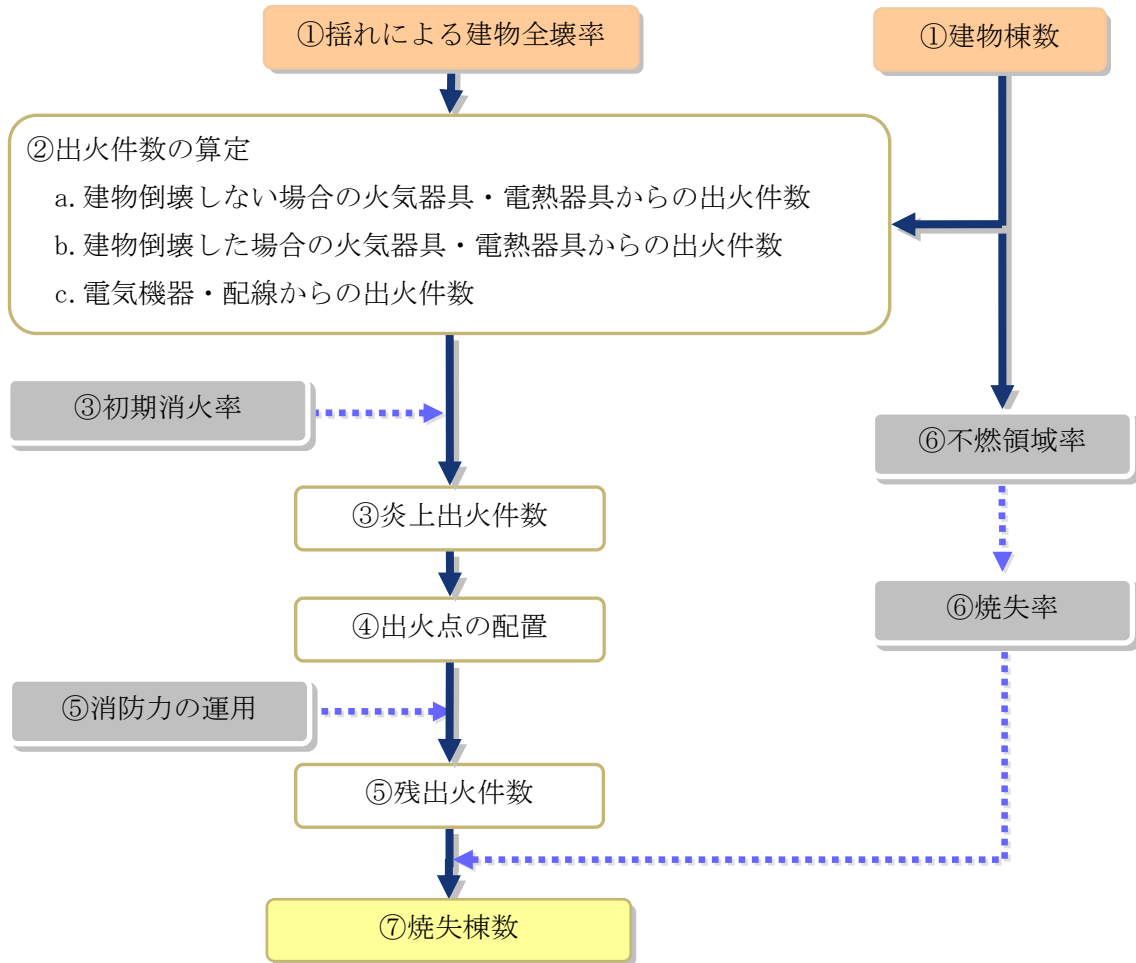 ①揺れによる建物全壊率
①建物棟数
②出火件数の算定
a. 建物倒壊しない場合の火気器具・電熱器具からの出火件数
b. 建物倒壊した場合の火気器具・電熱器具からの出火件数
c. 電気機器・配線からの出火件数
③初期消火率
⑥不燃領域率
③炎上出火件数
④出火点の配置
⑥焼失率
⑤消防力の運用
⑤残出火件数
⑦焼失棟数